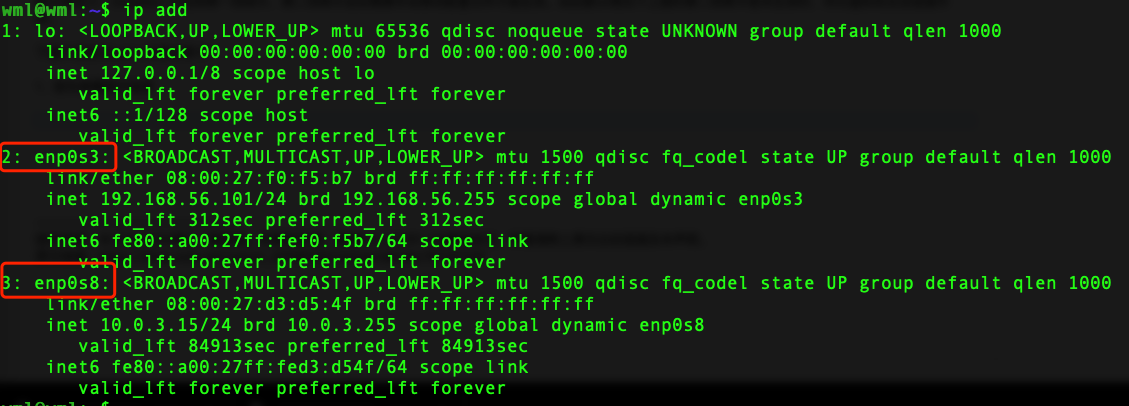 wml@wml:~$ ip add
1: lo: <LOOPBACK,UP,LOWER_UP> mtu 65536 qdisc noqueue state UNKNOWN group default qlen 1000
link/loopback 00:00:00:00:00:00 brd 00:00:00:00:00:00
inet 127.0.0.1/8 scope host lo
valid_lft forever preferred_lft forever
inet6 ::1/128 scope host
valid_lft forever preferred_lft forever
2: enp0s3: <BROADCAST,MULTICAST,UP,LOWER_UP> mtu 1500 qdisc fq_codel state UP group default qlen 1000
link/ether 08:00:27:f0:f5:b7 brd ff:ff:ff:ff:ff:ff
inet 192.168.56.101/24 brd 192.168.56.255 scope global dynamic enp0s3
valid_lft 312sec preferred_lft 312sec
inet6 fe80::a00:27ff:fef0:f5b7/64 scope link
valid_lft forever preferred_lft forever
3: enp0s8: <BROADCAST,MULTICAST,UP,LOWER_UP> mtu 1500 qdisc fq_codel state UP group default qlen 1000
link/ether 08:00:27:d3:d5:4f brd ff:ff:ff:ff:ff:ff
inet 10.0.3.15/24 brd 10.0.3.255 scope global dynamic enp0s8
valid_lft 84913sec preferred_lft 84913sec
inet6 fe80::a00:27ff:fed3:d54f/64 scope link
valid_lft forever preferred_lft forever
wml@wml:~$